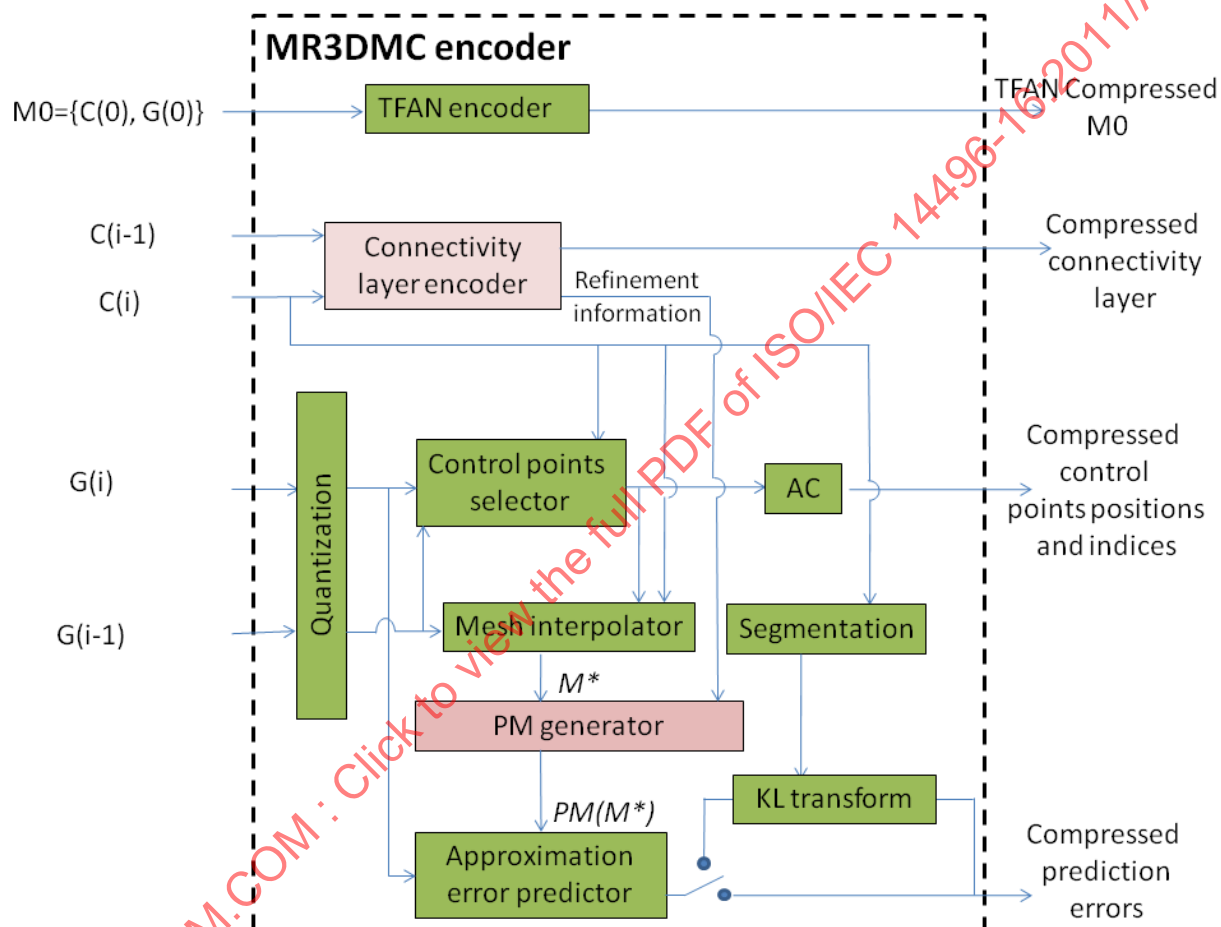 MR3DMC encoder
M0={C(0), G(0)}
TFAN encoder
TFAN Compressed
M0
C(i-1)
C(i)
Connectivity
layer encoder
Refinement
information
Compressed
connectivity
layer
G(i)
G(i-1)
Quantization
Control points
selector
AC
Compressed
control
points positions
and indices
Mesh interpolator
Segmentation
M*
PM generator
PM(M*)
KL transform
Approximation
error predictor
Compressed
prediction
errors
M.COM : Click to view the full PDF of ISO/IEC 14496-16:2011/A